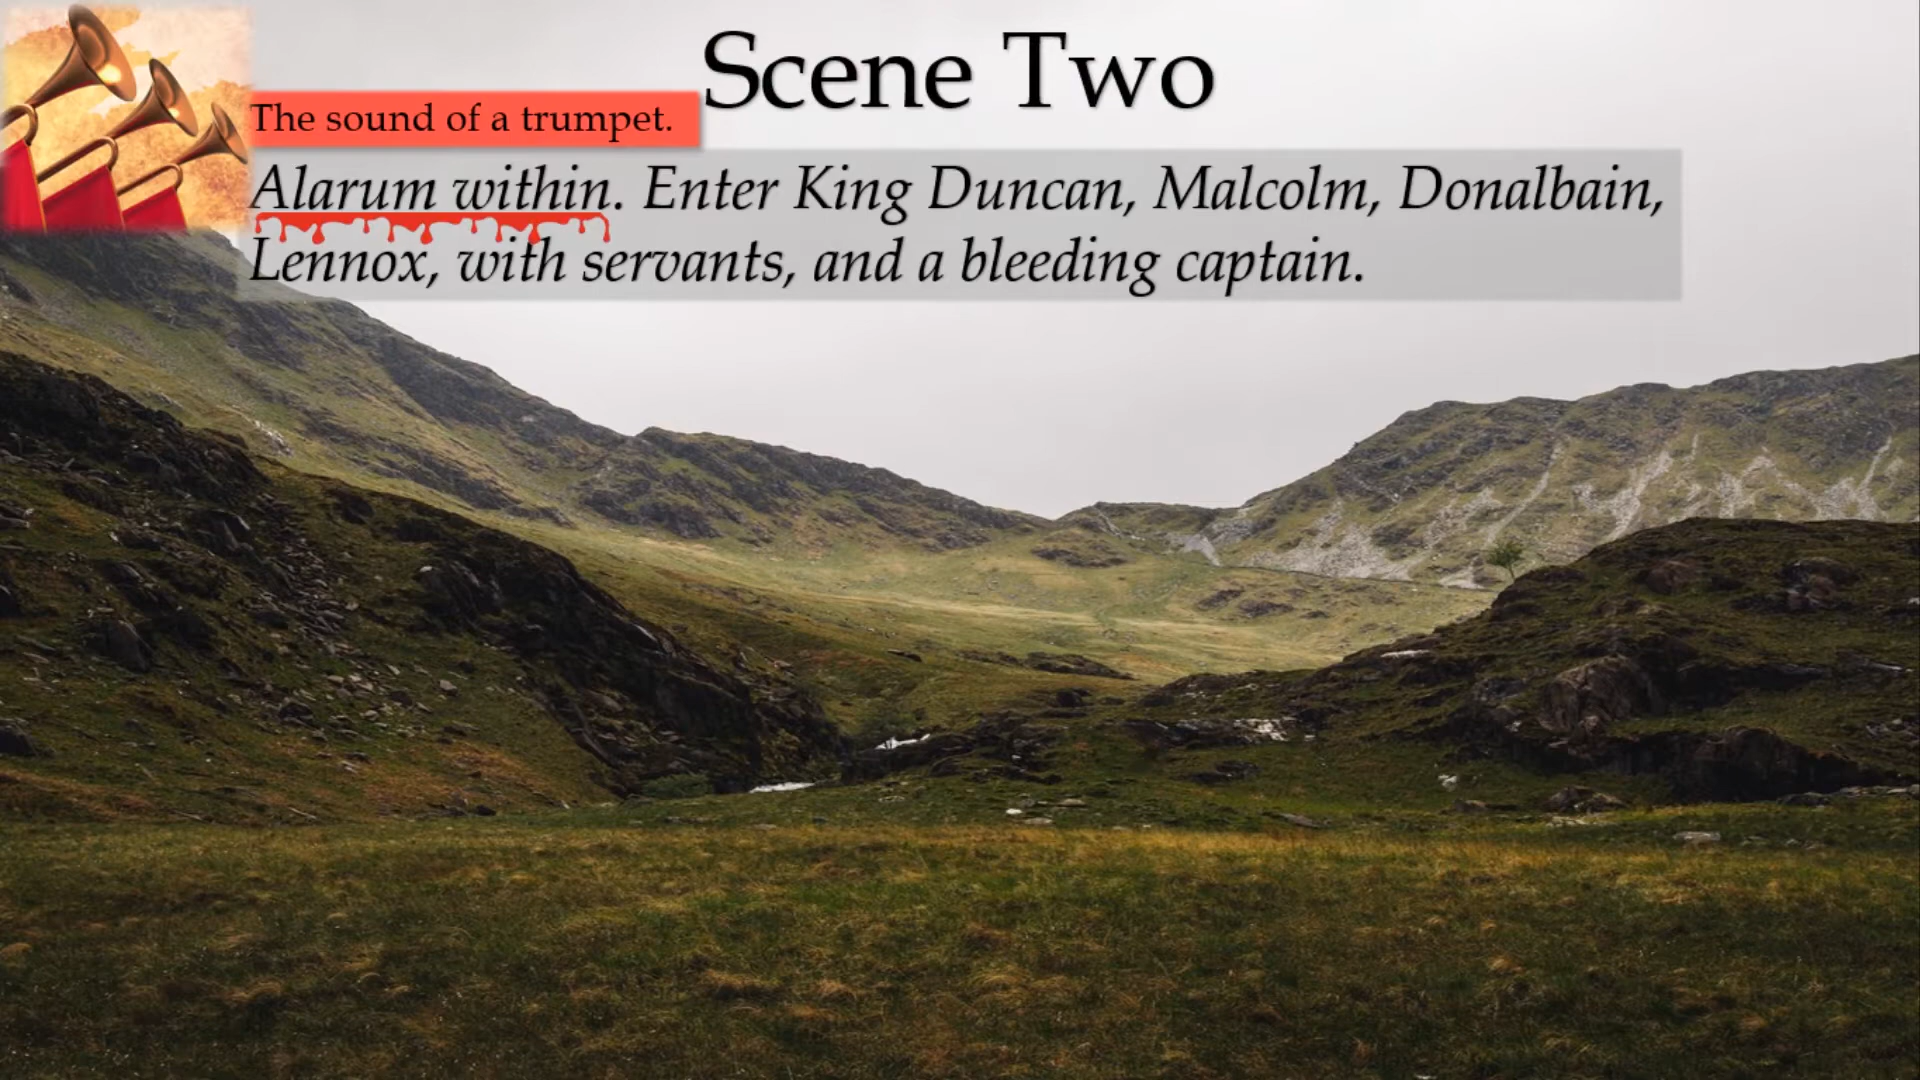 Scene Two
The sound of a trumpet.
Alarum within. Enter King Duncan, Malcolm, Donalbain,
Lennox, with servants, and a bleeding captain.